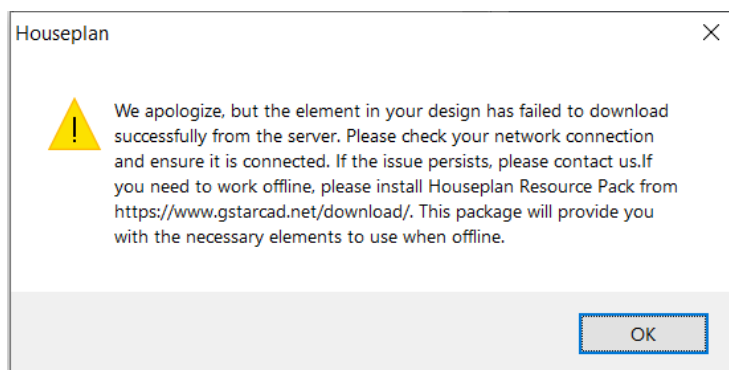 Houseplan
We apologize, but the element in your design has failed to download
successfully from the server. Please check your network connection
and ensure it is connected. If the issue persists, please contact us.If
you need to work offline, please install Houseplan Resource Pack from
https://www.gstarcad.net/download/. This package will provide you
with the necessary elements to use when offline.
OK